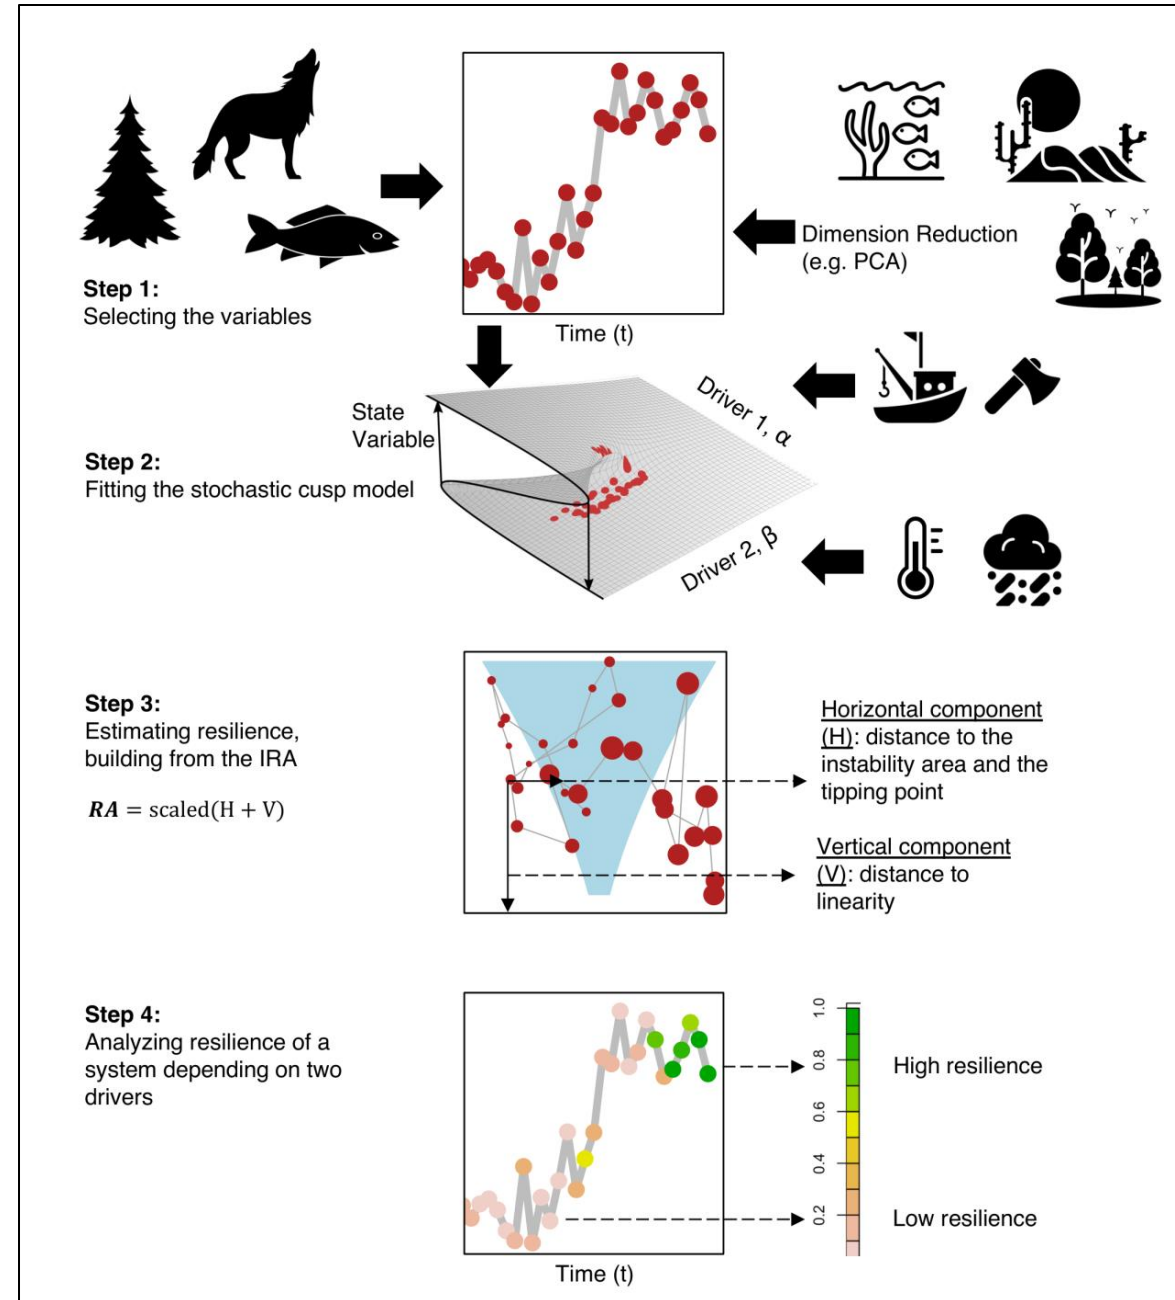 Step 1:
Selecting the variables
Time (t)
Dimension Reduction
(e.g. PCA)
Step 2:
Fitting the stochastic cusp model
State
Variable
Driver 1, α
Driver 2, β
Step 3:
Estimating resilience,
building from the IRA
RA = scaled(H + V)
Horizontal component
(H): distance to the
instability area and the
tipping point
Vertical component
(V): distance to
linearity
Step 4:
Analyzing resilience of a
system depending on two
drivers
Time (t)
1.0
0.8
0.6
0.4
0.2
High resilience
Low resilience